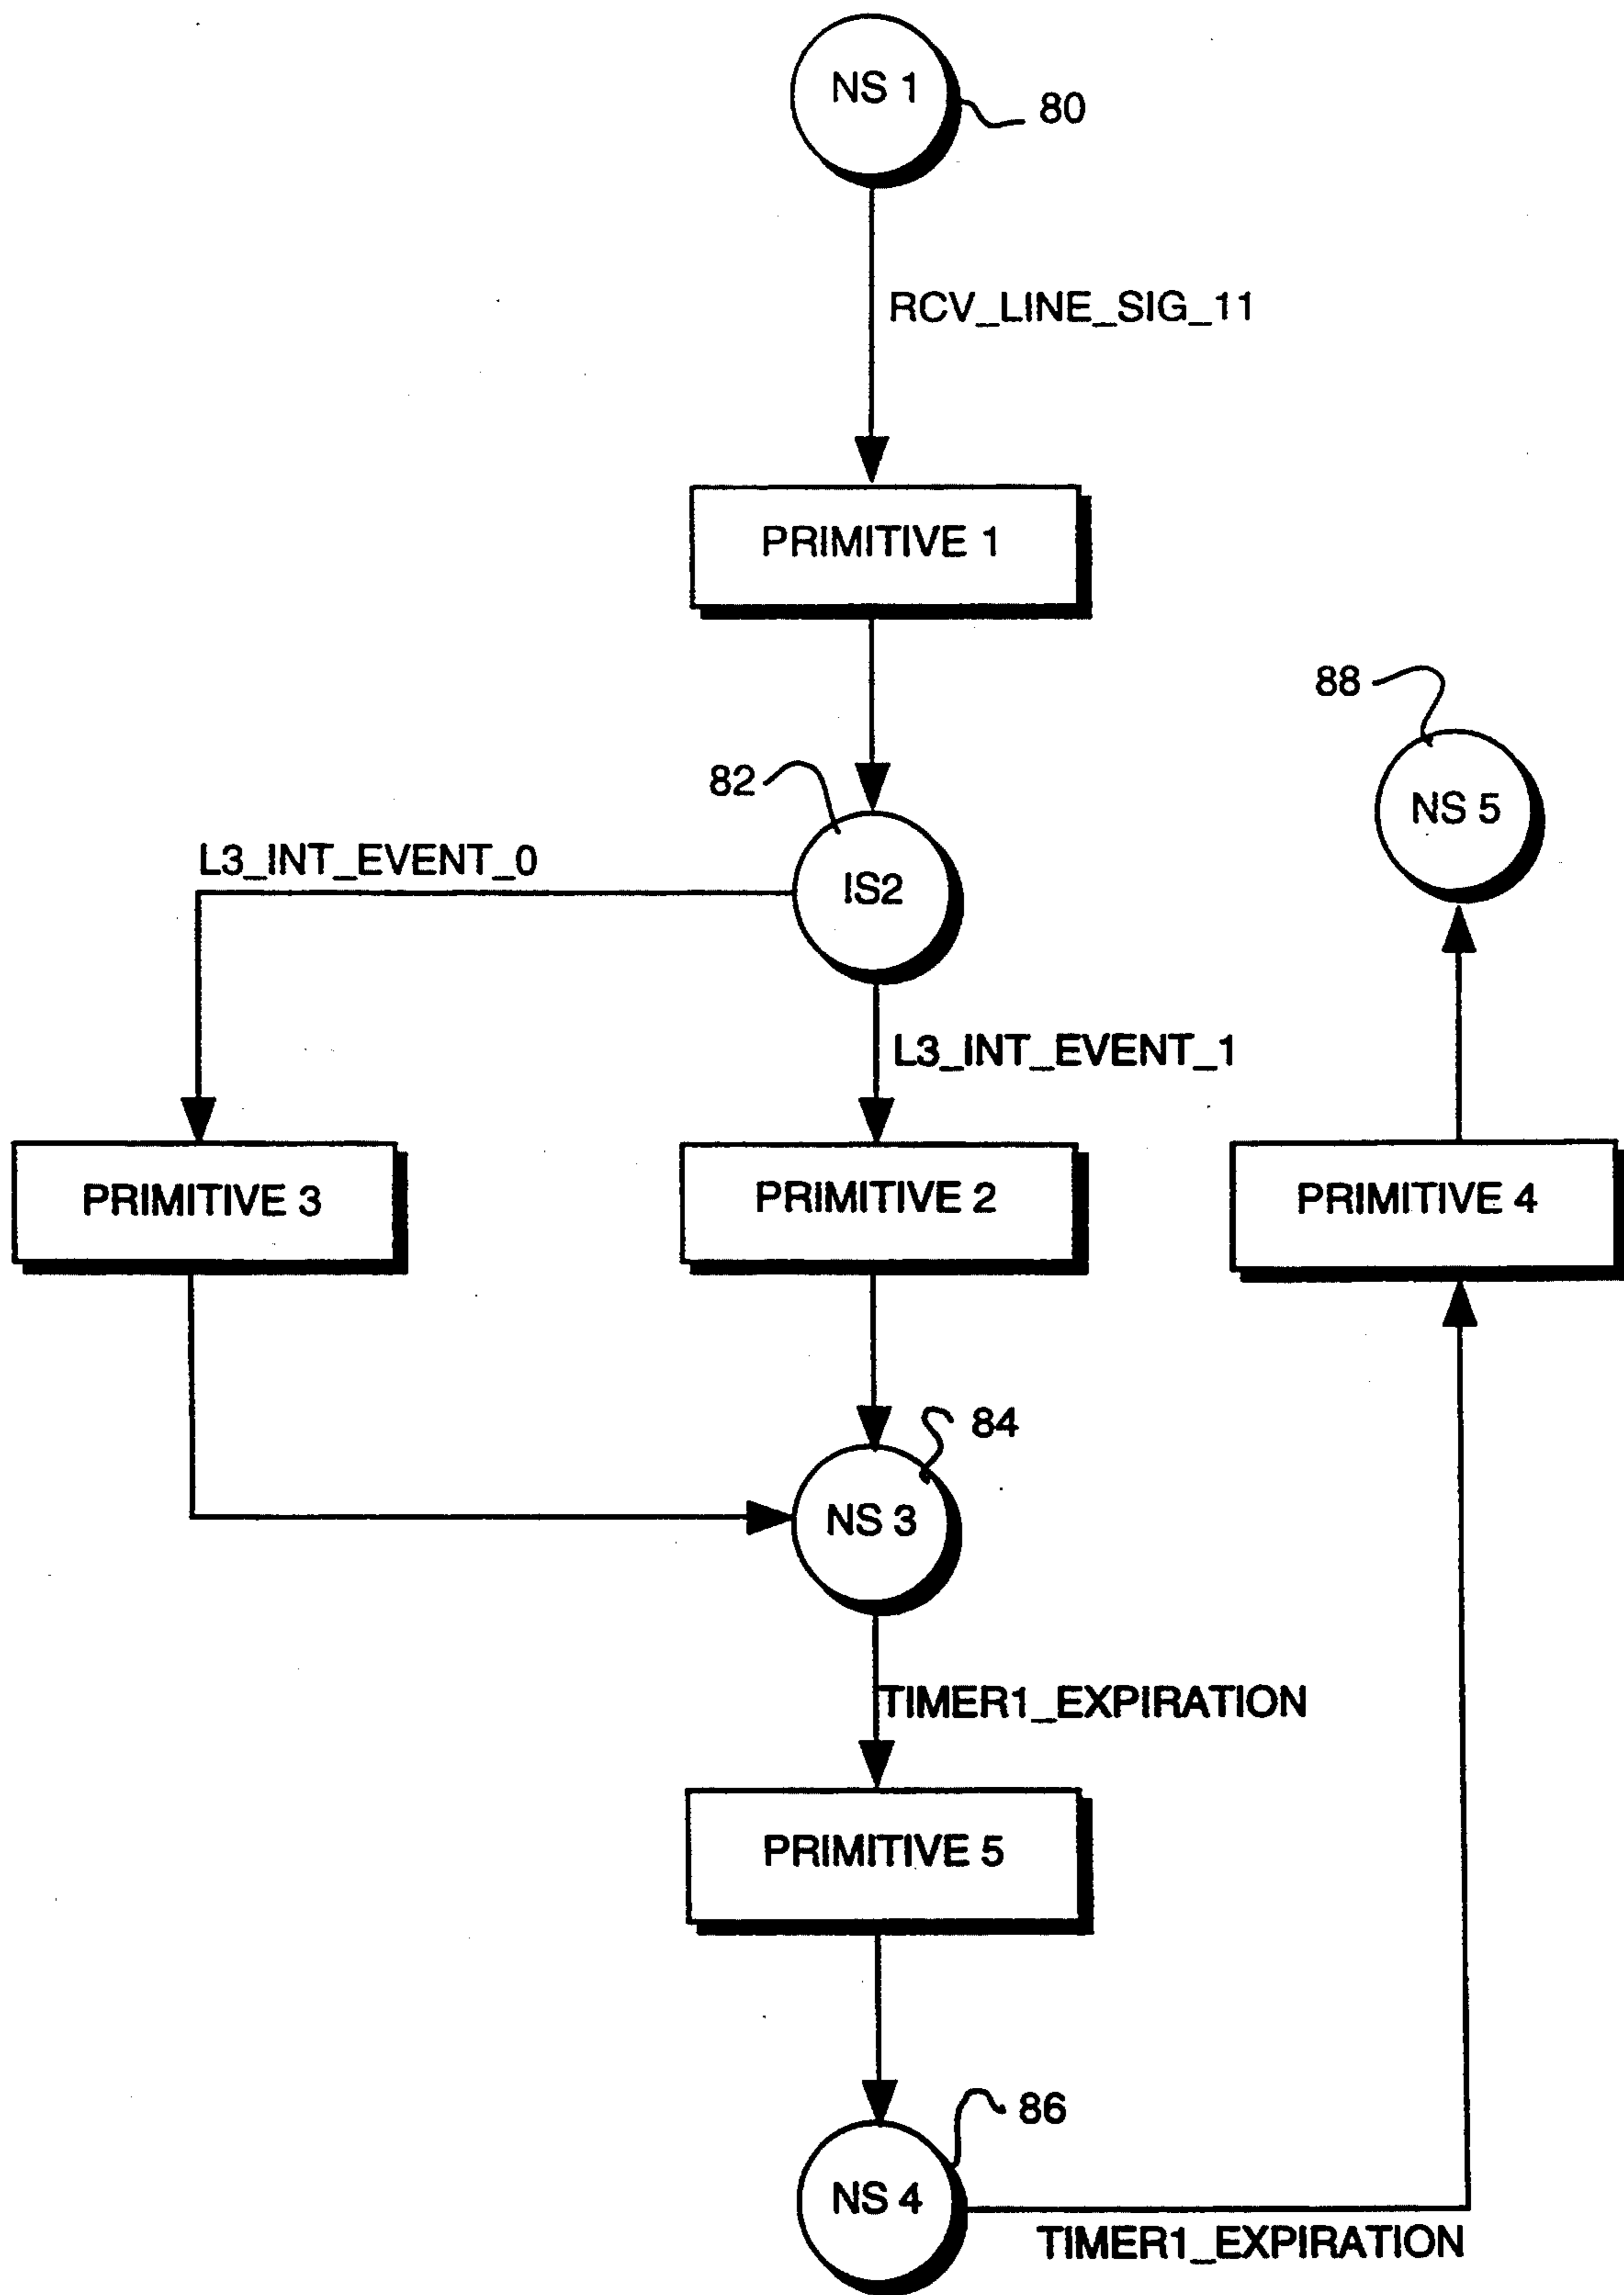 NS 1
80
RCV_LINE_SIG_11
PRIMITIVE 1
88
82
NS 5
L3_INT_EVENT_0
IS2
L3_INT_EVENT_1
PRIMITIVE 3
PRIMITIVE 2
PRIMITIVE 4
84
NS 3
TIMER1_EXPIRATION
PRIMITIVE 5
86
NS 4
TIMER1_EXPIRATION